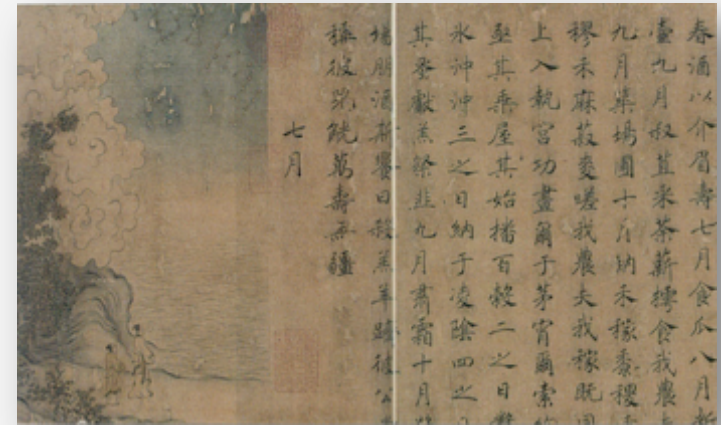 春酒以介眉壽七月食瓜八月斷
壺九月叔苴采荼薪樗食我農
九月築場圃十月納禾稼黍稷
穋禾麻菽麥嗟我農夫我稼既同
上入執宮功晝爾于茅宵爾索
亟其乘屋其始播百穀二之日鑿
氷沖沖三之日納于凌陰四之
其蚤獻羔祭韭九月肅霜十月
場朋酒斯饗曰殺羔羊躋彼公
稱彼兕觥萬壽無疆
七月